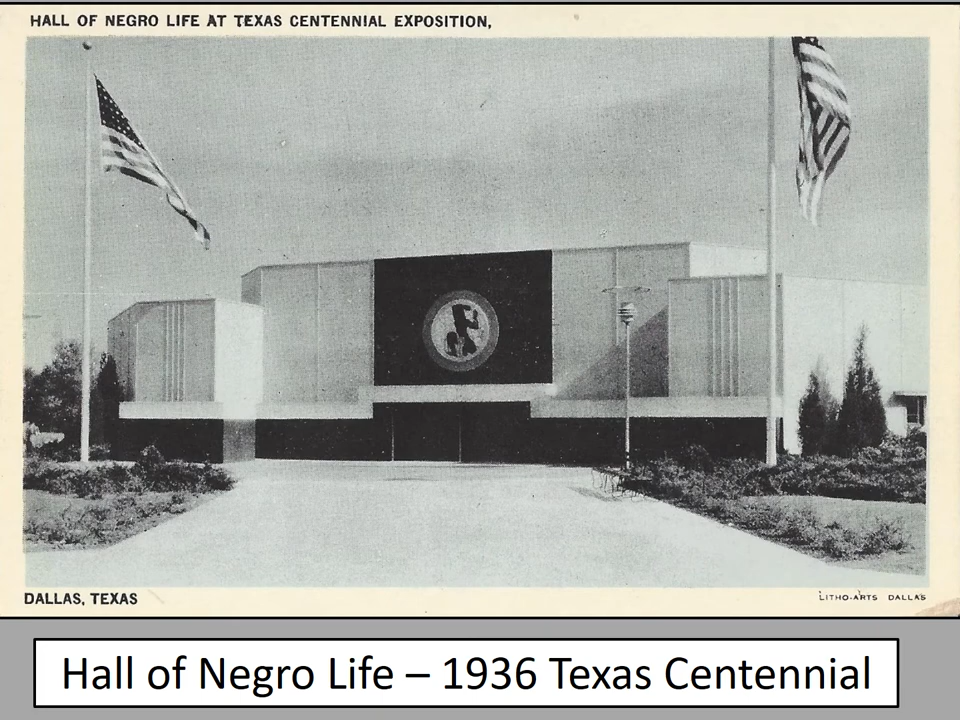 HALL OF NEGRO LIFE AT TEXAS CENTENNIAL EXPOSITION,
DALLAS, TEXAS
LITHO-ARTS DALLAS
Hall of Negro Life – 1936 Texas Centennial